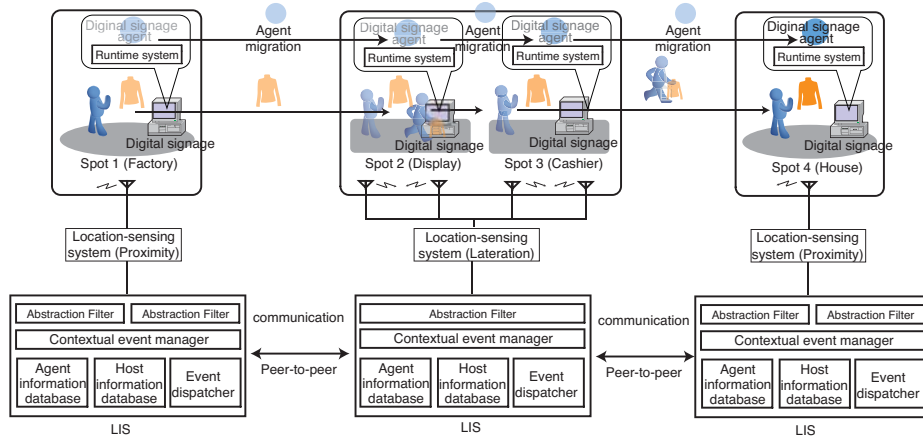 Diginal signage
agent
Runtime system
Agent
migration
Digital signage
agent
Runtime system
Agent
migration
Digital signage
agent
Runtime system
Agent
migration
Diginal signage
agent
Runtime system
Digital signage
Spot 1 (Factory)
Digital signage
Spot 2 (Display)
Digital signage
Spot 3 (Cashier)
Digital signage
Spot 4 (House)
Location-sensing
system (Proximity)
Location-sensing
system (Lateration)
Location-sensing
system (Proximity)
Abstraction Filter
Abstraction Filter
Contextual event manager
Agent
information
database
Host
information
database
Event
dispatcher
LIS
communication
Peer-to-peer
Abstraction Filter
Contextual event manager
Agent
information
database
Host
information
database
Event
dispatcher
LIS
communication
Peer-to-peer
Abstraction Filter
Abstraction Filter
Contextual event manager
Agent
information
database
Host
information
database
Event
dispatcher
LIS